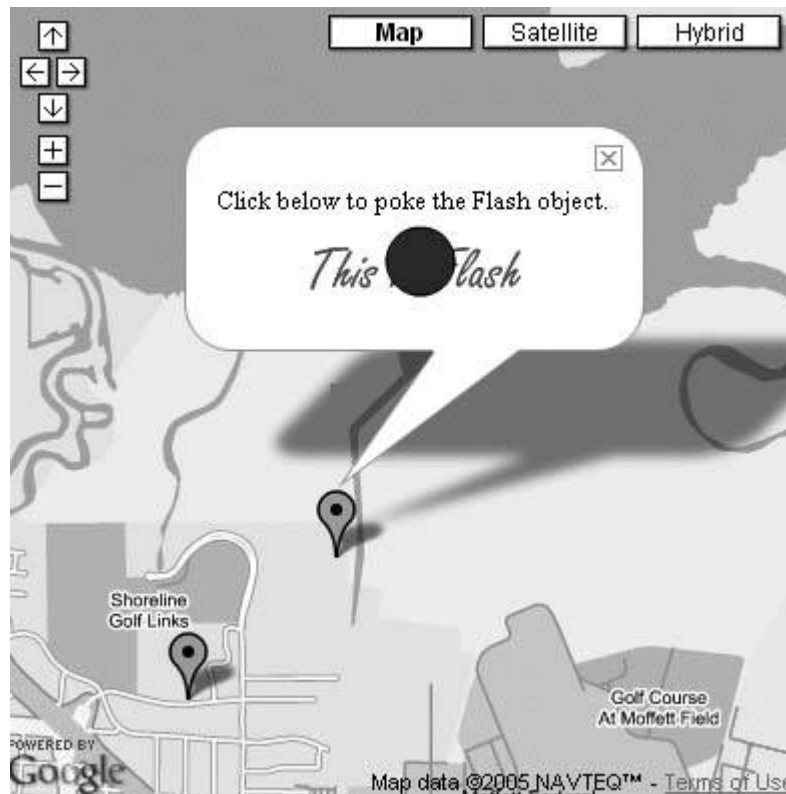 Map Satellite Hybrid
Click below to poke the Flash object.
This Flash
Shoreline
Golf Links
Golf Course
At Moffett Field
POWERED BY
Google
Map data ©2005 NAVTEQ™ - Terms of Use